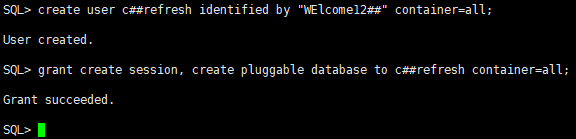 SQL> create user c##refresh identified by "WElcome12##" container=all;
User created.
SQL> grant create session, create pluggable database to c##refresh container=all;
Grant succeeded.
SQL>